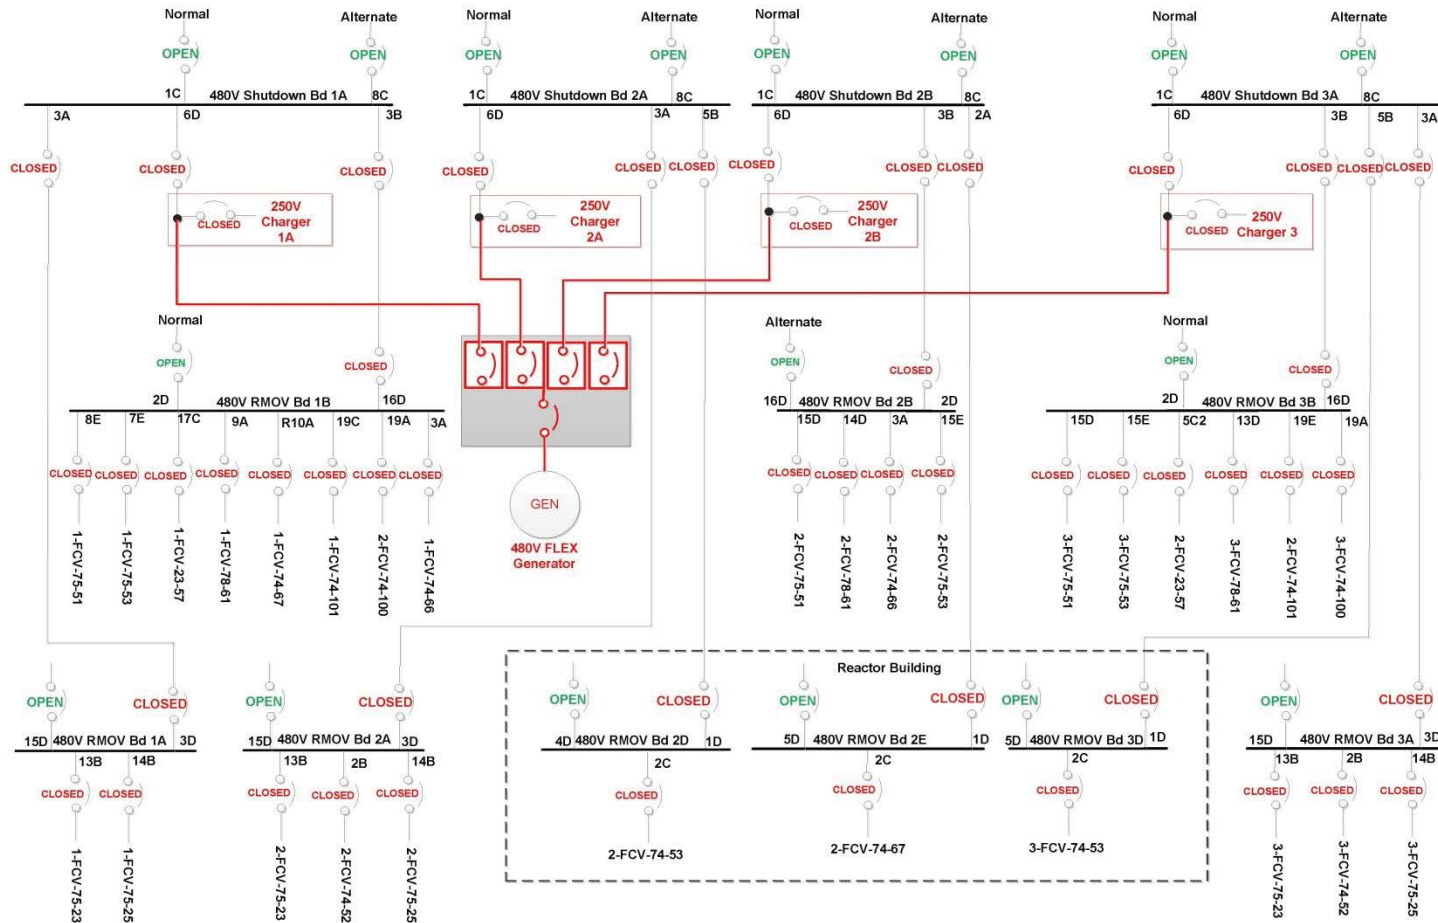 Normal
Alternate
Normal
Alternate
Normal
Alternate
Normal
Alternate
OPEN
OPEN
OPEN
OPEN
OPEN
OPEN
OPEN
OPEN
1C 480V Shutdown Bd 1A 8C
1C 480V Shutdown Bd 2A 8C
1C 480V Shutdown Bd 2B 8C
1C 480V Shutdown Bd 3A 8C
3A 6D 3B
6D 3A 5B
6D 3B 2A
6D 3B 5B 3A
CLOSED CLOSED CLOSED
CLOSED CLOSED CLOSED
CLOSED CLOSED CLOSED
CLOSED CLOSED CLOSED CLOSED
CLOSED
250V
Charger
1A
CLOSED
250V
Charger
2A
CLOSED
250V
Charger
2B
CLOSED
250V
Charger 3
Normal
OPEN
CLOSED
2D 480V RMOV Bd 1B 16D
8E 7E 17C 9A R10A 19C 19A 3A
CLOSED CLOSED CLOSED CLOSED CLOSED CLOSED CLOSED CLOSED
1-FCV-75-51
1-FCV-75-53
1-FCV-23-57
1-FCV-78-61
1-FCV-74-67
1-FCV-74-101
2-FCV-74-100
1-FCV-74-66
GEN
480V FLEX
Generator
Alternate
OPEN
CLOSED
16D 480V RMOV Bd 2B 2D
15D 14D 3A 15E
CLOSED CLOSED CLOSED CLOSED
2-FCV-75-51
2-FCV-78-61
2-FCV-74-66
2-FCV-75-53
Normal
OPEN
CLOSED
2D 480V RMOV Bd 3B 16D
15D 15E 5C2 13D 19E 19A
CLOSED CLOSED CLOSED CLOSED CLOSED CLOSED
3-FCV-75-51
3-FCV-75-53
2-FCV-23-57
3-FCV-78-61
2-FCV-74-101
3-FCV-74-100
OPEN CLOSED
15D 480V RMOV Bd 1A 3D
13B 14B
CLOSED CLOSED
1-FCV-75-23
1-FCV-75-25
OPEN CLOSED
15D 480V RMOV Bd 2A 3D
13B 2B 14B
CLOSED CLOSED CLOSED
2-FCV-75-23
2-FCV-74-52
2-FCV-75-25
Reactor Building
OPEN CLOSED
4D 480V RMOV Bd 2D 1D
2C
CLOSED
2-FCV-74-53
OPEN CLOSED
5D 480V RMOV Bd 2E 1D
2C
CLOSED
2-FCV-74-67
OPEN CLOSED
5D 480V RMOV Bd 3D 1D
2C
CLOSED
3-FCV-74-53
OPEN CLOSED
15D 480V RMOV Bd 3A 3D
13B 2B 14B
CLOSED CLOSED CLOSED
3-FCV-75-23
3-FCV-74-52
3-FCV-75-25